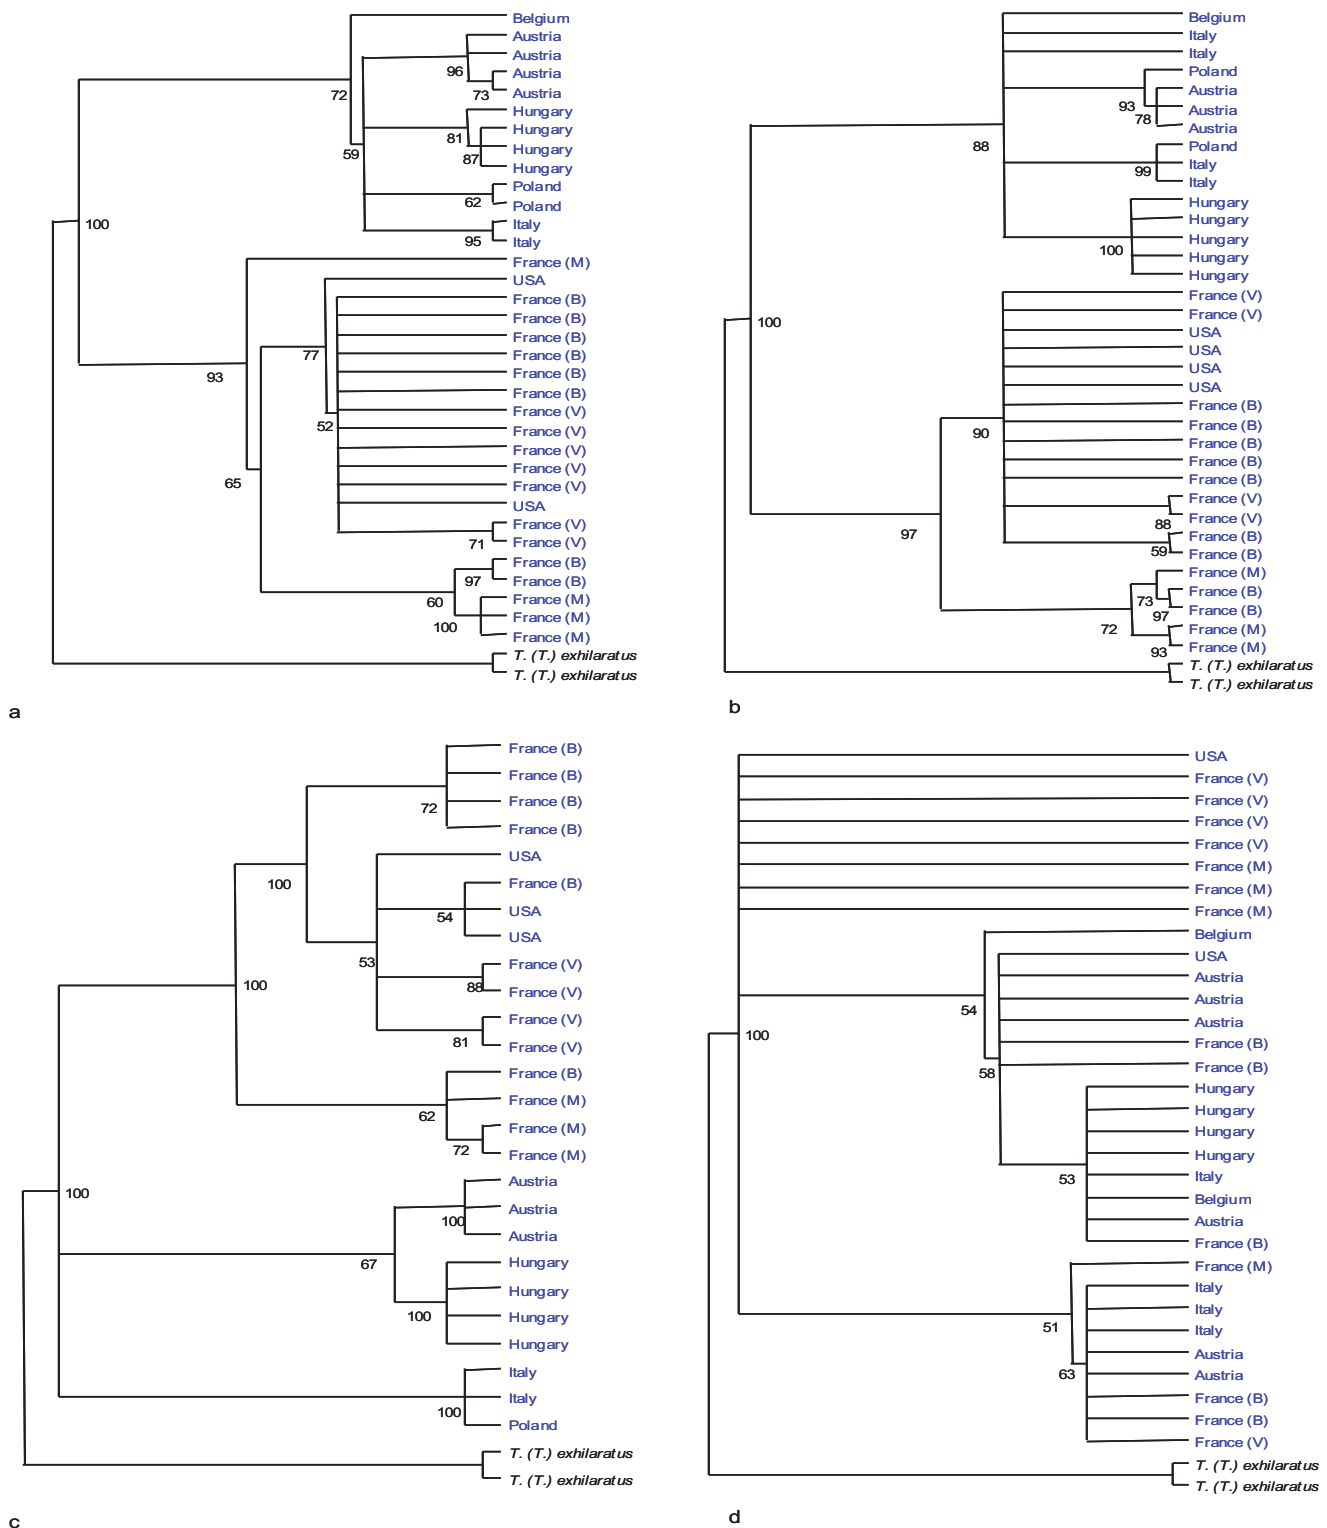 Belgium
Austria
Austria
96
Austria
72
73
Austria
Hungary
Hungary
81
Hungary
59
87
Hungary
Poland
62
Poland
Italy
100
95
Italy
France (M)
USA
France (B)
France (B)
France (B)
77
France (B)
France (B)
93
France (B)
France (V)
52
France (V)
France (V)
France (V)
65
France (V)
USA
France (V)
71
France (V)
France (B)
97
France (B)
60
France (M)
France (M)
100
France (M)
T. (T.) exhilaratus
T. (T.) exhilaratus
a
Belgium
Italy
Italy
Poland
Austria
93
Austria
78
Austria
88
Poland
Italy
99
Italy
Hungary
Hungary
Hungary
100
Hungary
Hungary
France (V)
100
France (V)
USA
USA
USA
USA
France (B)
90
France (B)
France (B)
France (B)
France (B)
France (V)
88
France (V)
97
France (B)
59
France (B)
France (M)
France (B)
73
97
France (B)
72
France (M)
93
France (M)
T. (T.) exhilaratus
T. (T.) exhilaratus
b
France (B)
France (B)
72
France (B)
France (B)
USA
100
France (B)
54
USA
USA
53
France (V)
100
88
France (V)
France (V)
81
France (V)
France (B)
62
France (M)
France (M)
72
France (M)
Austria
100
100
Austria
Austria
67
Hungary
Hungary
100
Hungary
Hungary
Italy
100
Italy
Poland
T. (T.) exhilaratus
T. (T.) exhilaratus
c
USA
France (V)
France (V)
France (V)
France (V)
France (M)
France (M)
France (M)
Belgium
USA
Austria
54
Austria
Austria
100
France (B)
58
France (B)
Hungary
Hungary
Hungary
Hungary
53
Italy
Belgium
Austria
France (B)
France (M)
Italy
51
Italy
Italy
Austria
63
Austria
France (B)
France (B)
France (V)
T. (T.) exhilaratus
T. (T.) exhilaratus
d